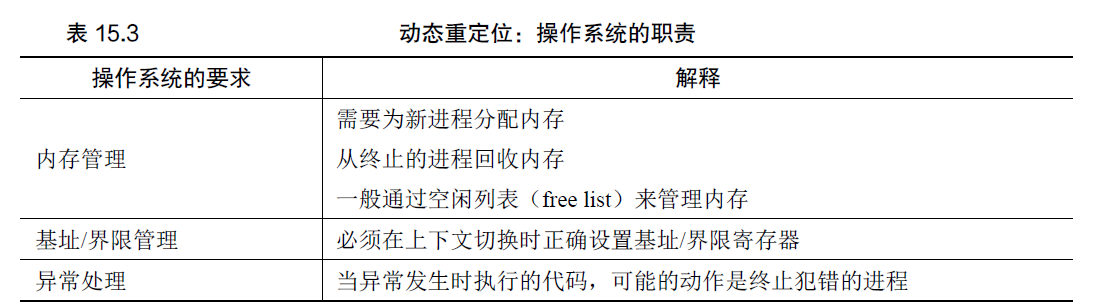 表 15.3 动态重定位：操作系统的职责
操作系统的要求 解释
需要为新进程分配内存
内存管理 从终止的进程回收内存
一般通过空闲列表（free list）来管理内存
基址/界限管理 必须在上下文切换时正确设置基址/界限寄存器
异常处理 当异常发生时执行的代码，可能的动作是终止犯错的进程